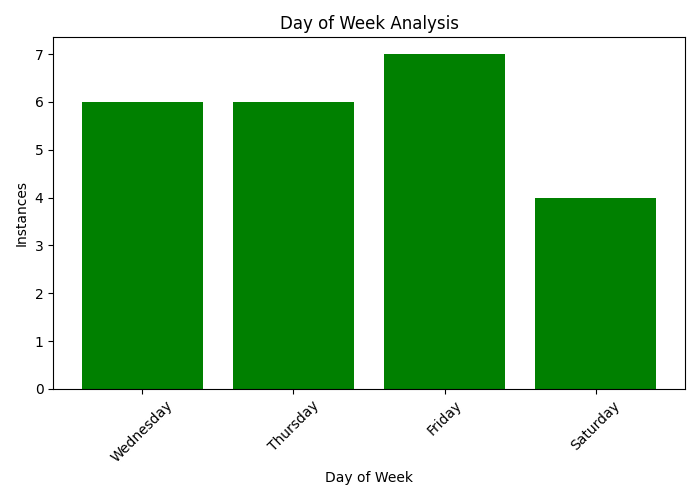 Day of Week Analysis
Instances
7
6
5
4
3
2
1
0
Wednesday
Thursday
Friday
Saturday
Day of Week